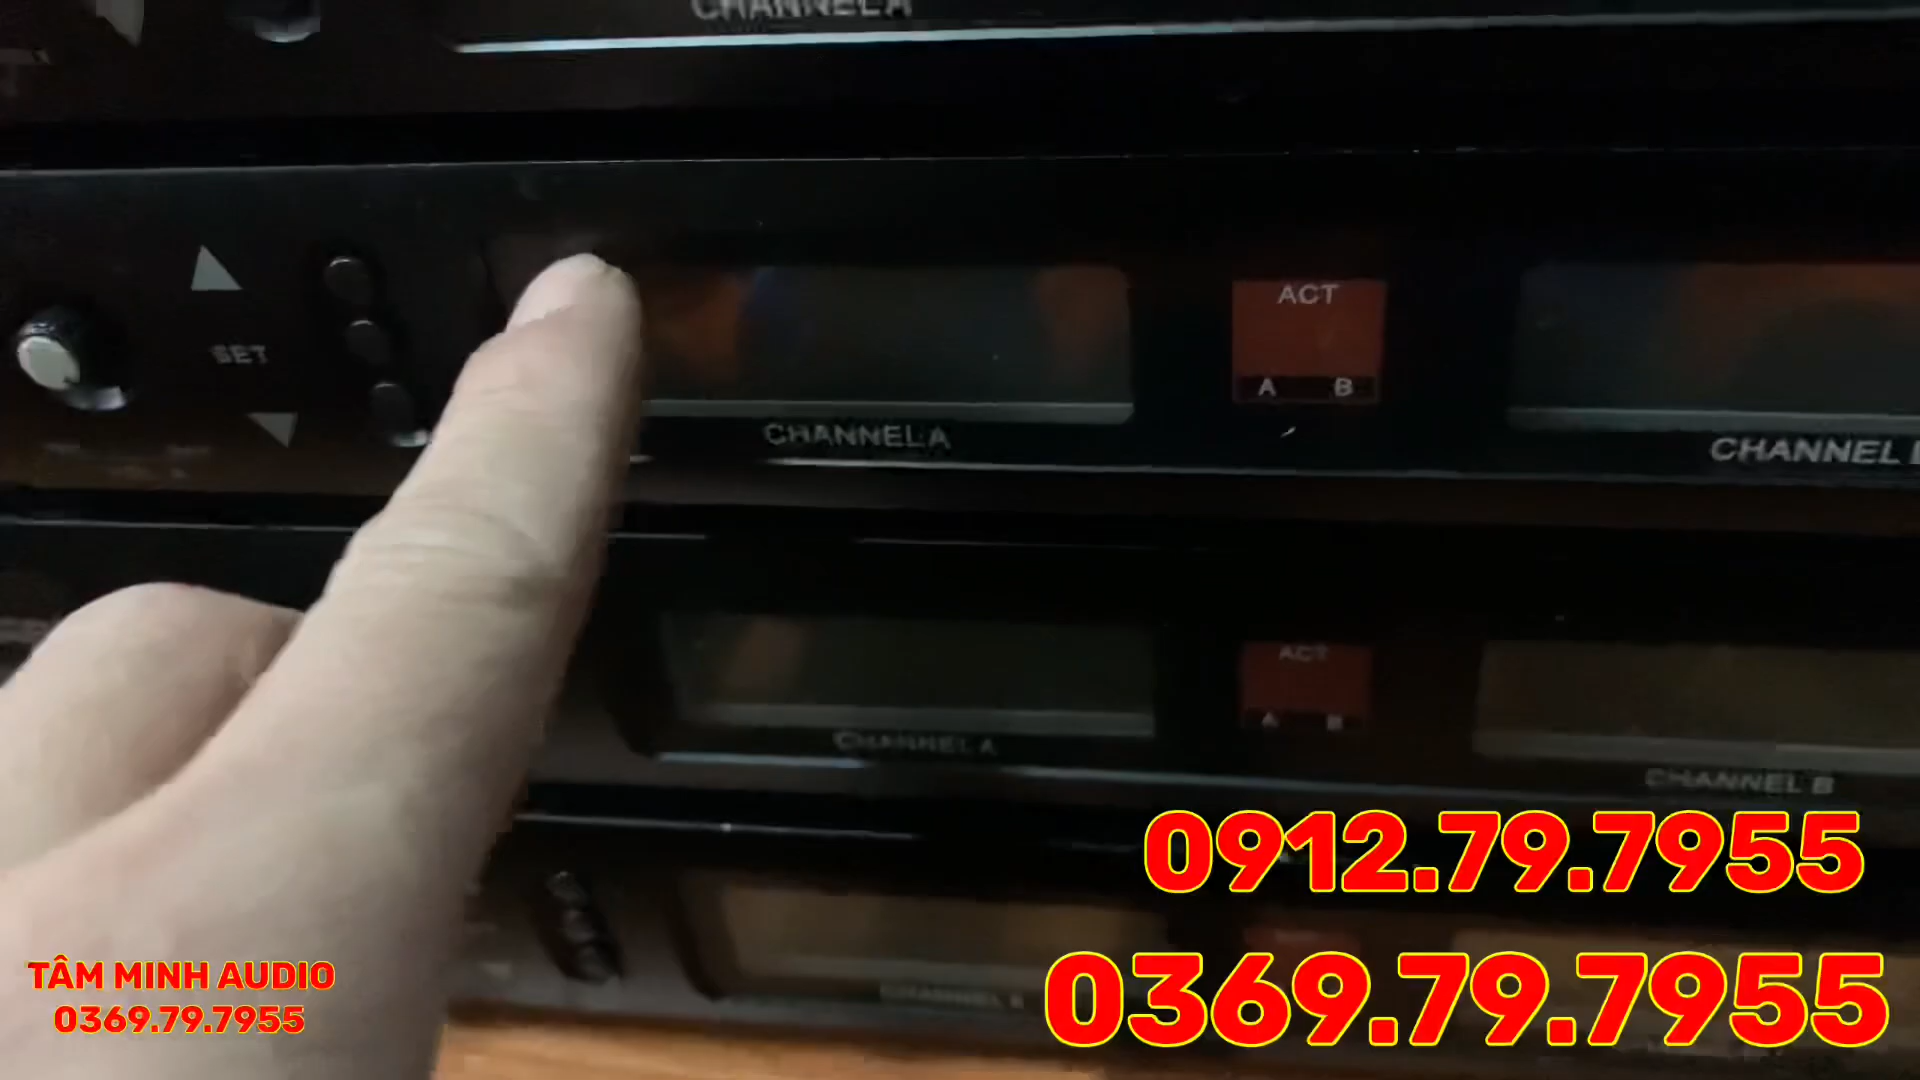 CHANNEL A
ACT
SET
A B
CHANNEL A
CHANNEL
ACT
A B
CHANNEL A
CHANNEL B
0912.79.7955
CHANNEL A
0369.79.7955
TÂM MINH AUDIO
0369.79.7955